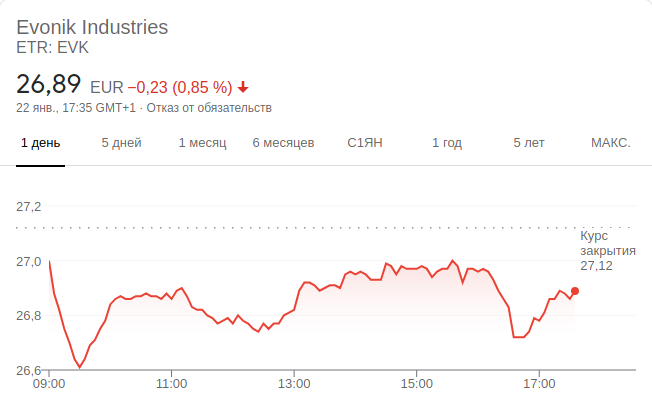 Evonik Industries
ETR: EVK
26,89 EUR −0,23 (0,85 %)
22 янв., 17:35 GMT+1 · Отказ от обязательств
1 день 5 дней 1 месяц 6 месяцев С1ЯН 1 год 5 лет МАКС.
27,2
Курс
закрытия
27,12
27,0
26,8
26,6
09:00 11:00 13:00 15:00 17:00